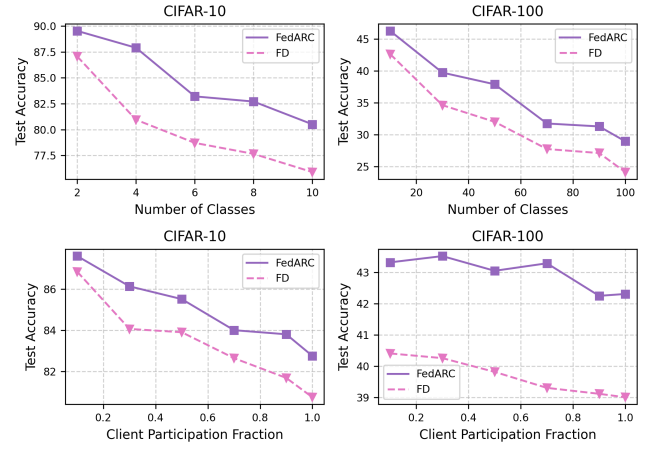 CIFAR-10
Test Accuracy
90.0
87.5
85.0
82.5
80.0
77.5
2 4 6 8 10
Number of Classes
FedARC
FD
CIFAR-100
Test Accuracy
45
40
35
30
25
20 40 60 80 100
Number of Classes
FedARC
FD
CIFAR-10
Test Accuracy
86
84
82
0.2 0.4 0.6 0.8 1.0
Client Participation Fraction
FedARC
FD
CIFAR-100
Test Accuracy
43
42
41
40
39
0.2 0.4 0.6 0.8 1.0
Client Participation Fraction
FedARC
FD